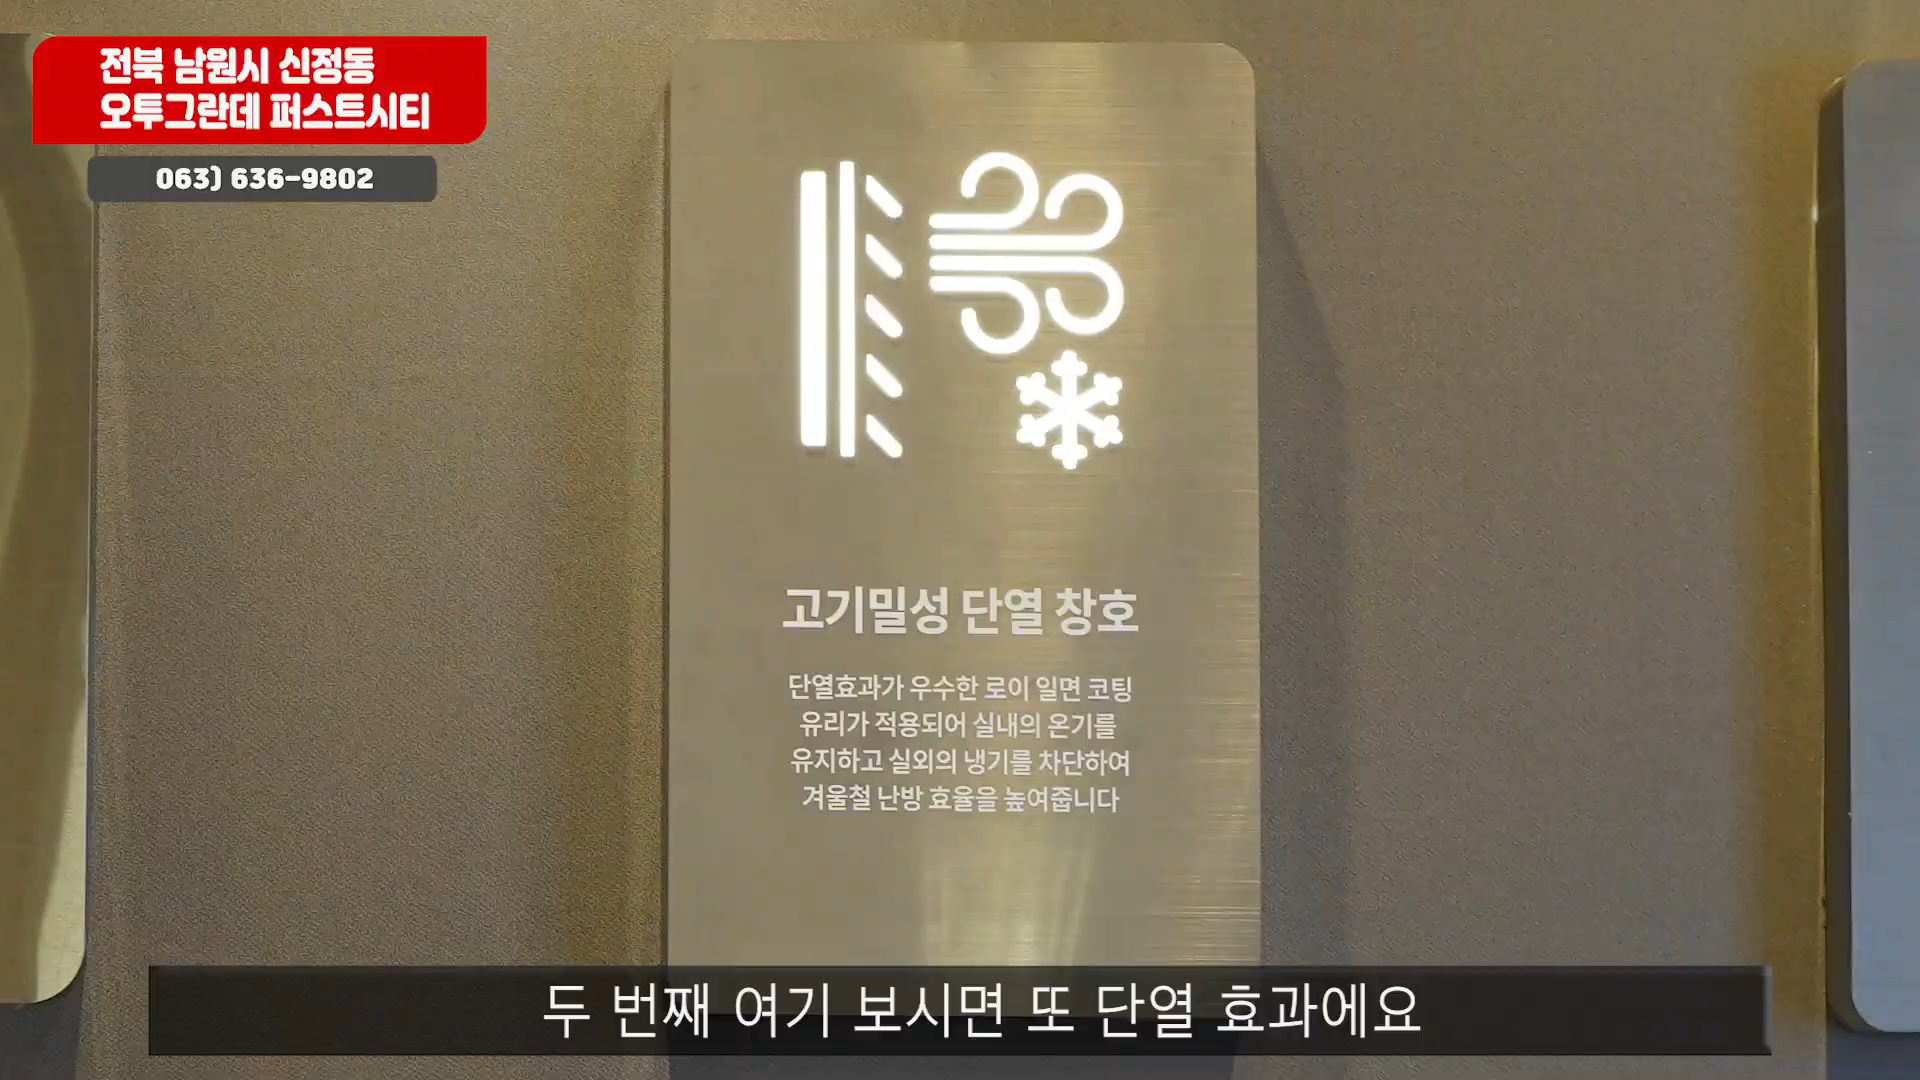 전북 남원시 신정동
오투그란데 퍼스트시티
063) 636-9802
고기밀성 단열 창호
단열효과가 우수한 로이 일면 코팅
유리가 적용되어 실내의 온기를
유지하고 실외의 냉기를 차단하여
겨울철 난방 효율을 높여줍니다
두 번째 여기 보시면 또 단열 효과에요